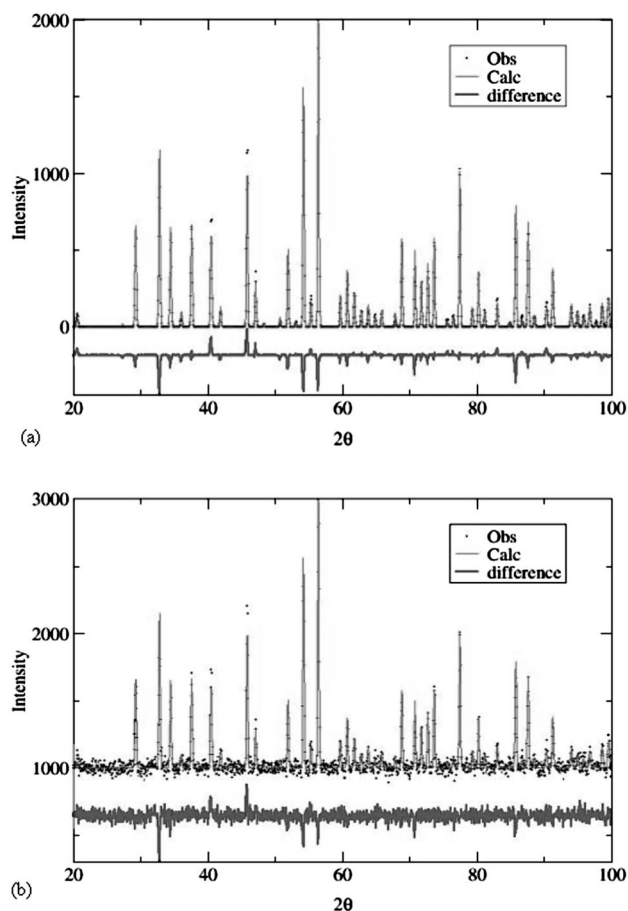 2000
Obs
Calc
difference
Intensity
1000
0
20
40
60
80
100
(a)
2θ
3000
Obs
Calc
difference
Intensity
2000
1000
20
40
60
80
100
(b)
2θ